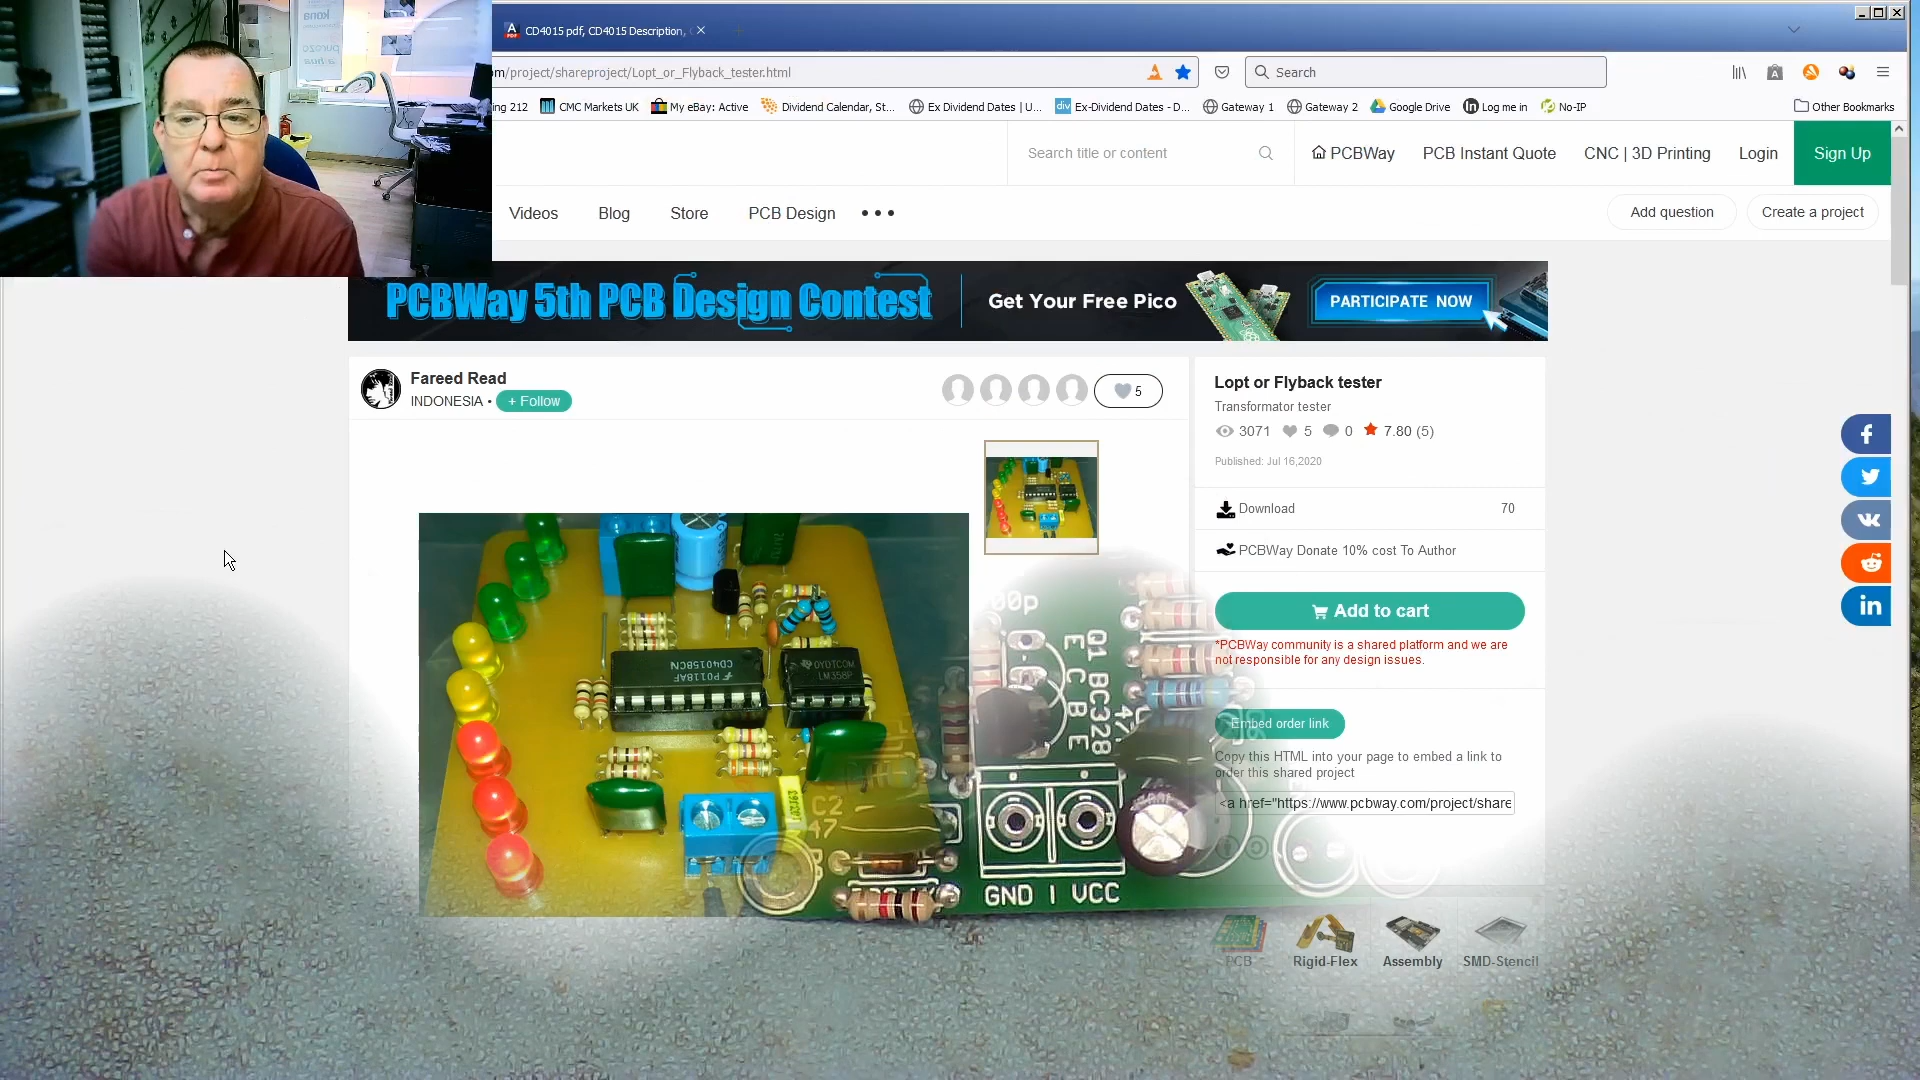 CD4015 pdf, CD4015 Description,
/project/shareproject/Lopt_or_Flyback_tester.html
Search
212
CMC Markets UK
My eBay: Active
Dividend Calendar, St...
Ex Dividend Dates | U...
div
Ex-Dividend Dates - D...
Gateway 1
Gateway 2
Google Drive
Log me in
No-IP
Other Bookmarks
Search title or content
PCBWay
PCB Instant Quote
CNC | 3D Printing
Login
Sign Up
Videos
Blog
Store
PCB Design
Add question
Create a project
PCBWay 5th PCB Design Contest
Get Your Free Pico
PARTICIPATE NOW
Fareed Read
INDONESIA •
+ Follow
5
Lopt or Flyback tester
Transformator tester
3071
5
0
7.80 (5)
Published: Jul 16,2020
Download
70
PCBWay Donate 10% cost To Author
Add to cart
*PCBWay community is a shared platform and we are
not responsible for any design issues.
Embed order link
Copy this HTML into your page to embed a link to
order this shared project
<a href="https://www.pcbway.com/project/share
CD4015BCN
P0118AF
LM358P
00p
Q1 BC328
E C B E
47
C2
47
GND | VCC
PCB
Rigid-Flex
Assembly
SMD-Stencil